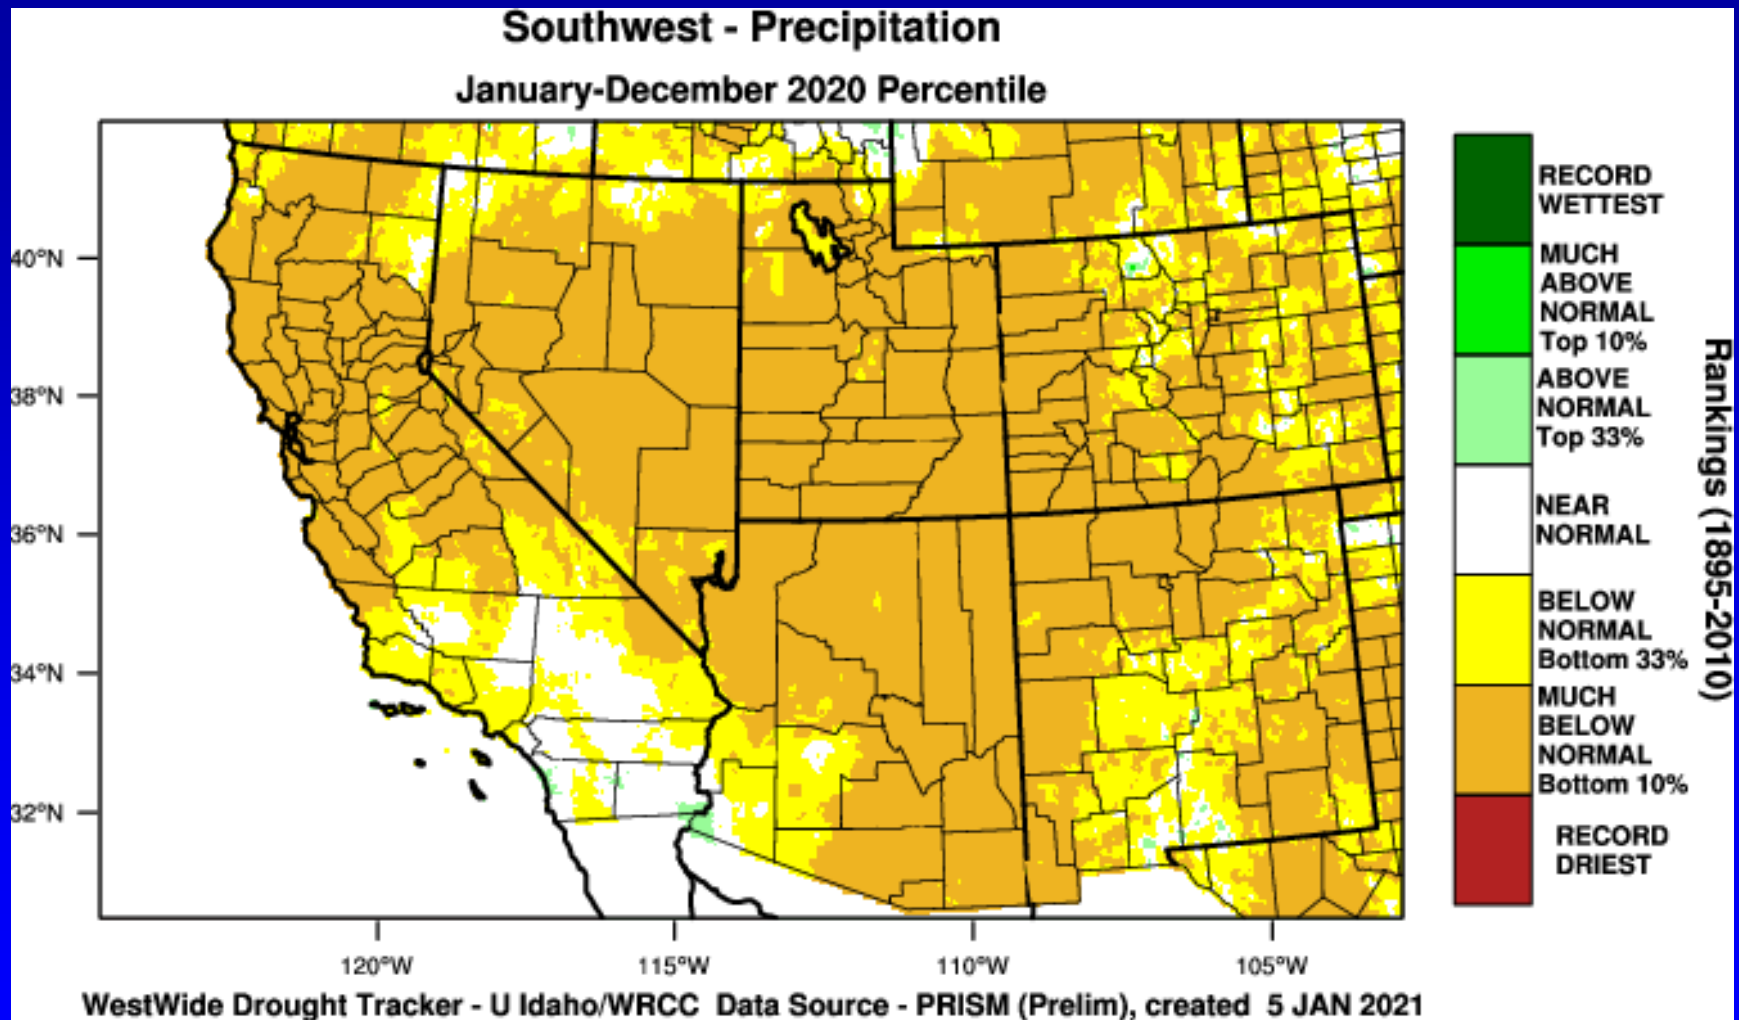 Southwest - Precipitation
January-December 2020 Percentile
40°N
38°N
36°N
34°N
32°N
120°W
115°W
110°W
105°W
RECORD
WETTEST
MUCH
ABOVE
NORMAL
Top 10%
ABOVE
NORMAL
Top 33%
NEAR
NORMAL
BELOW
NORMAL
Bottom 33%
MUCH
BELOW
NORMAL
Bottom 10%
RECORD
DRIEST
Rankings (1895-2010)
WestWide Drought Tracker - U Idaho/WRCC  Data Source - PRISM (Prelim), created  5 JAN 2021